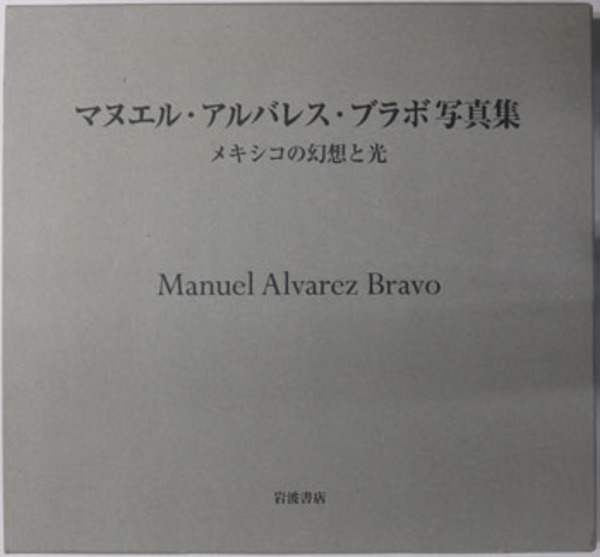 マヌエル・アルバレス・ブラボ写真集
メキシコの幻想と光
Manuel Alvarez Bravo
岩波書店